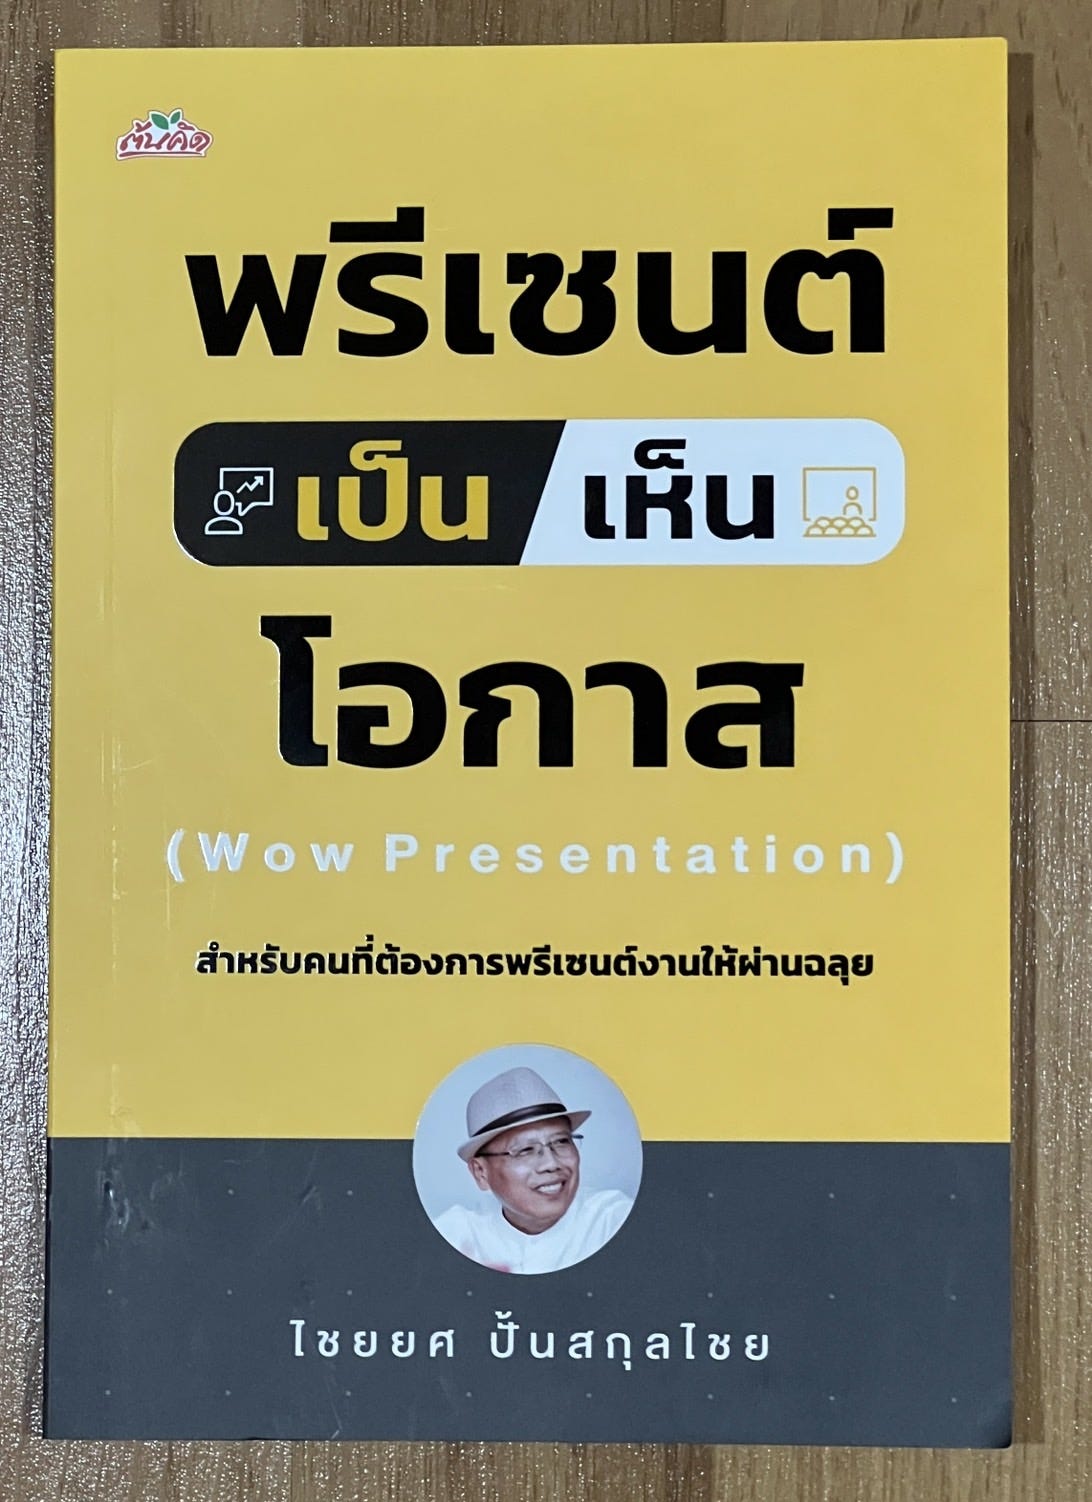 ต้นคิด
พรีเซนต์
เป็น เห็น
โอกาส
(Wow Presentation)
สำหรับคนที่ต้องการพรีเซนต์งานให้ผ่านฉลุย
ไชยยศ ปั้นสกุลไชย